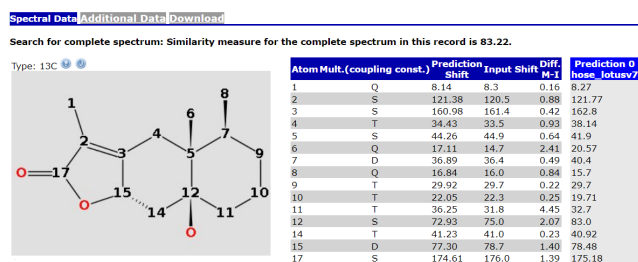 Spectral Data Additional Data Download
Search for complete spectrum: Similarity measure for the complete spectrum in this record is 83.22.
Type: 13C
1
2
3
4
5
6
7
8
9
10
11
12
14
15
17
O
O
O
Atom Mult.(coupling const.) Prediction Shift Input Shift Diff. M-I Prediction 0 hose_lotusv7
1 Q 8.14 8.3 0.16 8.27
2 S 121.38 120.5 0.88 121.77
3 S 160.98 161.4 0.42 162.8
4 T 34.43 33.5 0.93 38.14
5 S 44.26 44.9 0.64 41.9
6 Q 17.11 14.7 2.41 20.57
7 D 36.89 36.4 0.49 40.4
8 Q 16.84 16.0 0.84 15.7
9 T 29.92 29.7 0.22 29.7
10 T 22.05 22.3 0.25 19.71
11 T 36.25 31.8 4.45 32.7
12 S 72.93 75.0 2.07 83.0
14 T 41.23 41.0 0.23 40.92
15 D 77.30 78.7 1.40 78.48
17 S 174.61 176.0 1.39 175.18